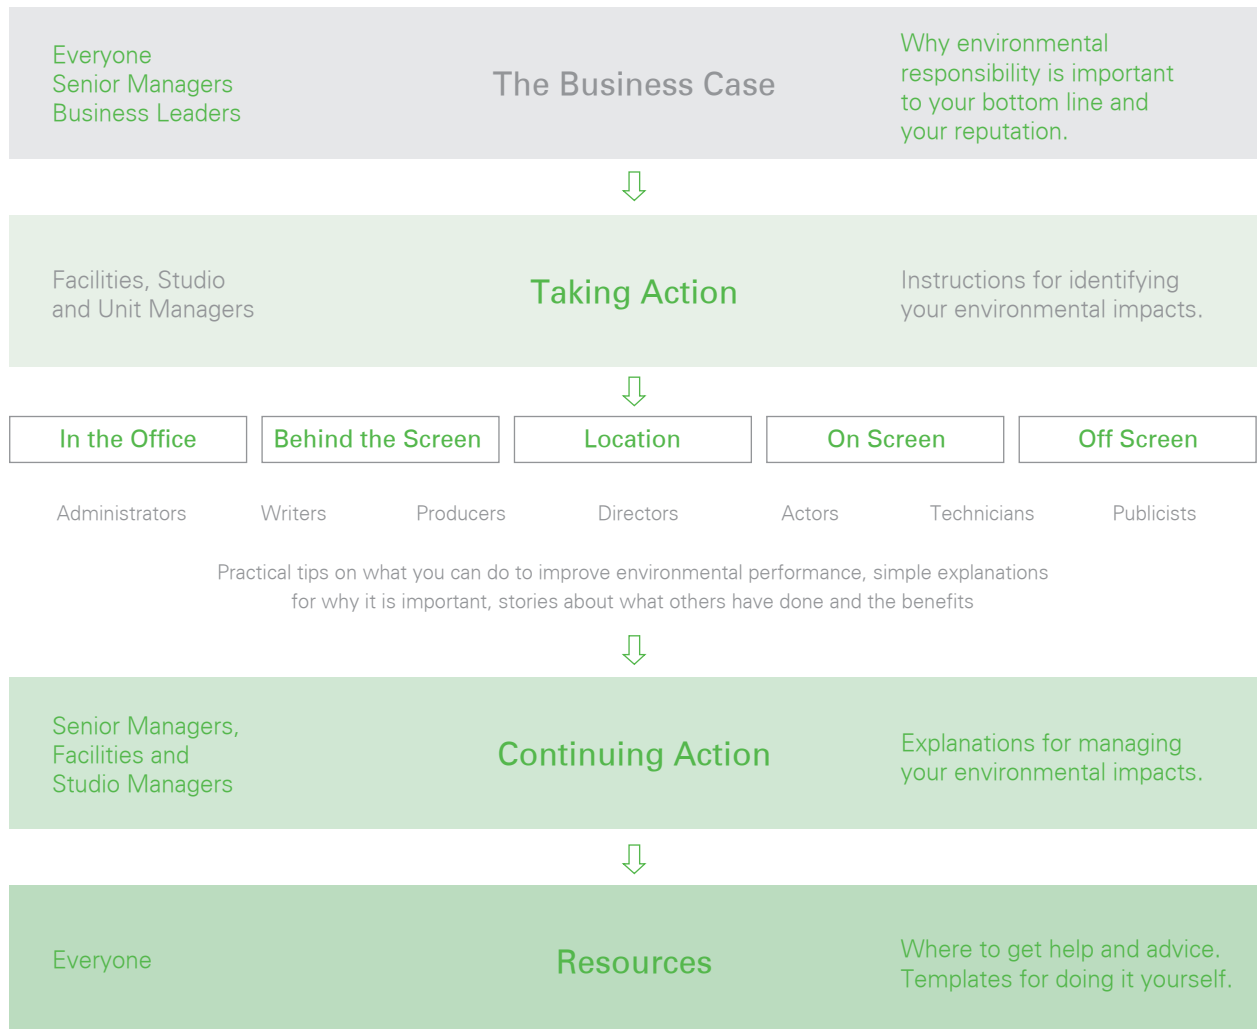 Everyone
Senior Managers
Business Leaders
The Business Case
Why environmental
responsibility is important
to your bottom line and
your reputation.
Facilities, Studio
and Unit Managers
Taking Action
Instructions for identifying
your environmental impacts.
In the Office
Behind the Screen
Location
On Screen
Off Screen
Administrators
Writers
Producers
Directors
Actors
Technicians
Publicists
Practical tips on what you can do to improve environmental performance, simple explanations
for why it is important, stories about what others have done and the benefits
Senior Managers,
Facilities and
Studio Managers
Continuing Action
Explanations for managing
your environmental impacts.
Everyone
Resources
Where to get help and advice.
Templates for doing it yourself.